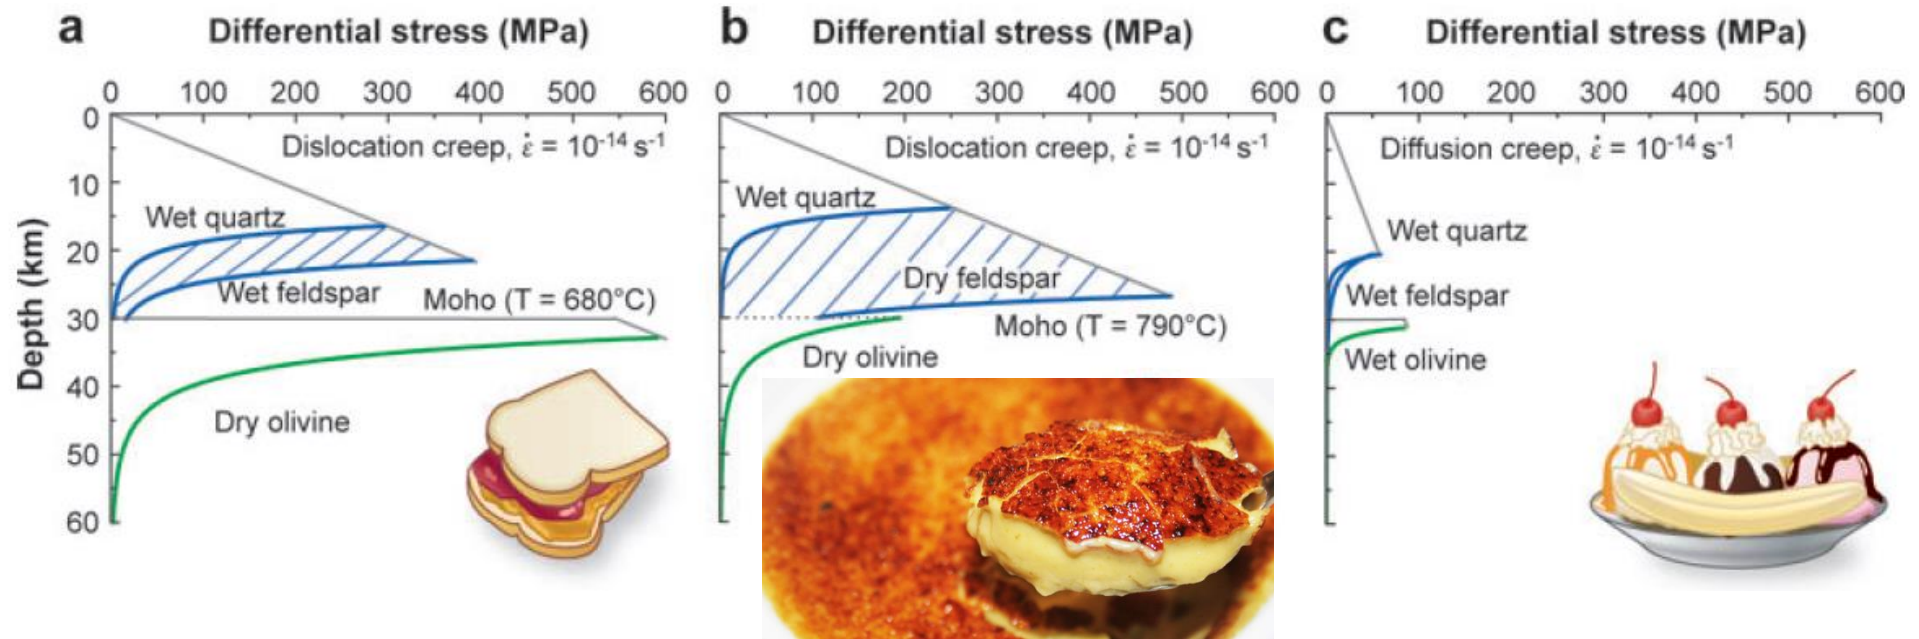 a Differential stress (MPa)
0 100 200 300 400 500 600
0
10
20
30
40
50
60
Depth (km)
Dislocation creep, ε̇ = 10⁻¹⁴ s⁻¹
Wet quartz
Wet feldspar
Moho (T = 680°C)
Dry olivine
b Differential stress (MPa)
0 100 200 300 400 500 600
Dislocation creep, ε̇ = 10⁻¹⁴ s⁻¹
Wet quartz
Dry feldspar
Moho (T = 790°C)
Dry olivine
c Differential stress (MPa)
0 100 200 300 400 500 600
Diffusion creep, ε̇ = 10⁻¹⁴ s⁻¹
Wet quartz
Wet feldspar
Wet olivine